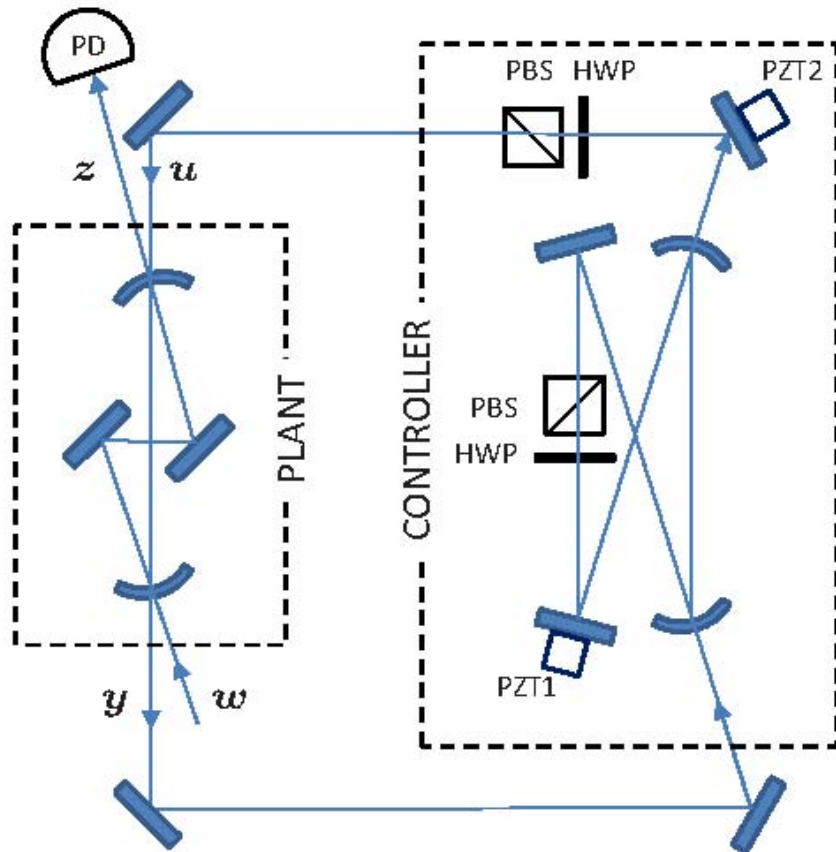 PD
PBS HWP
PZT2
z
u
PLANT
CONTROLLER
PBS
HWP
PZT1
y
w